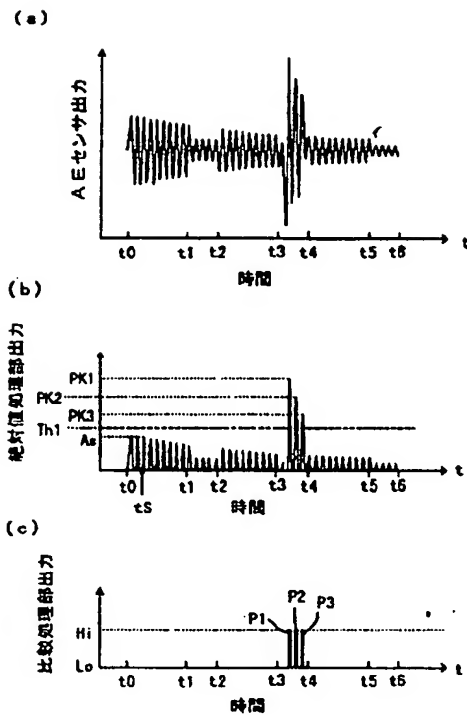 (a)
AEセンサ出力
t0 t1 t2 t3 t4 t5 t6 t
時間
(b)
絶対値処理部出力
PK1
PK2
PK3
Th1
As
t0 t1 t2 t3 t4 t5 t6 t
tS
時間
(c)
比較処理部出力
P1 P2 P3
Hi
Lo
t0 t1 t2 t3 t4 t5 t6 t
時間